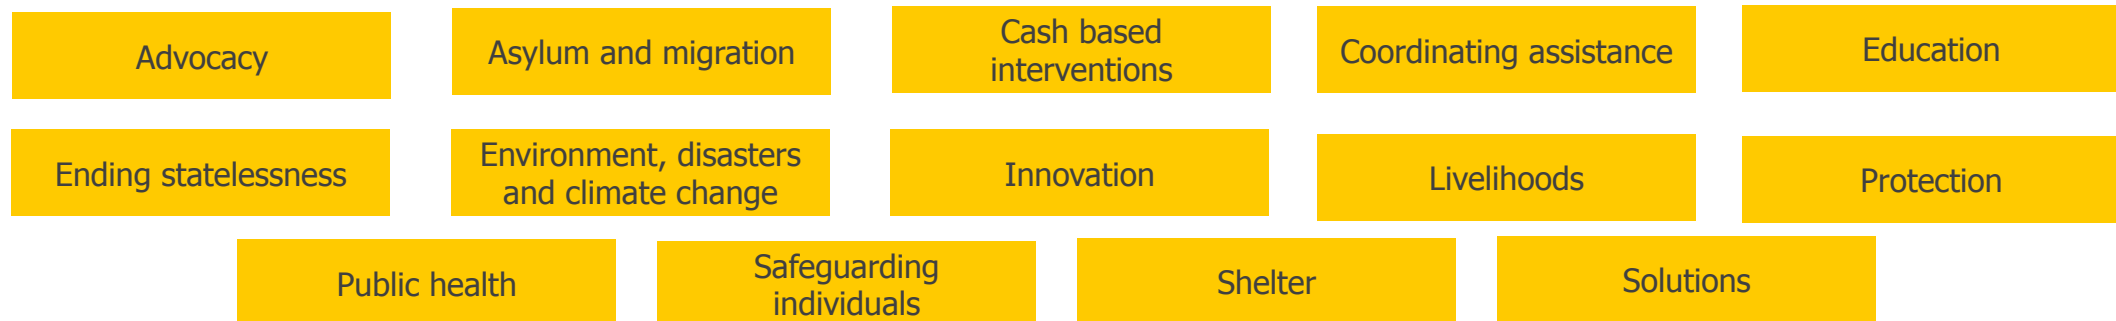 Advocacy
Asylum and migration
Cash based
interventions
Coordinating assistance
Education
Ending statelessness
Environment, disasters
and climate change
Innovation
Livelihoods
Protection
Public health
Safeguarding
individuals
Shelter
Solutions